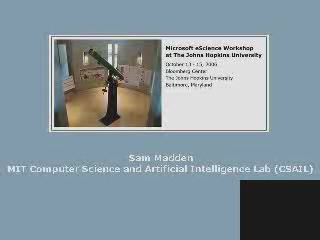 Microsoft eScience Workshop
at The Johns Hopkins University
October 13 - 15, 2006
Bloomberg Center
The Johns Hopkins University
Baltimore, Maryland
Sam Madden
MIT Computer Science and Artificial Intelligence Lab (CSAIL)